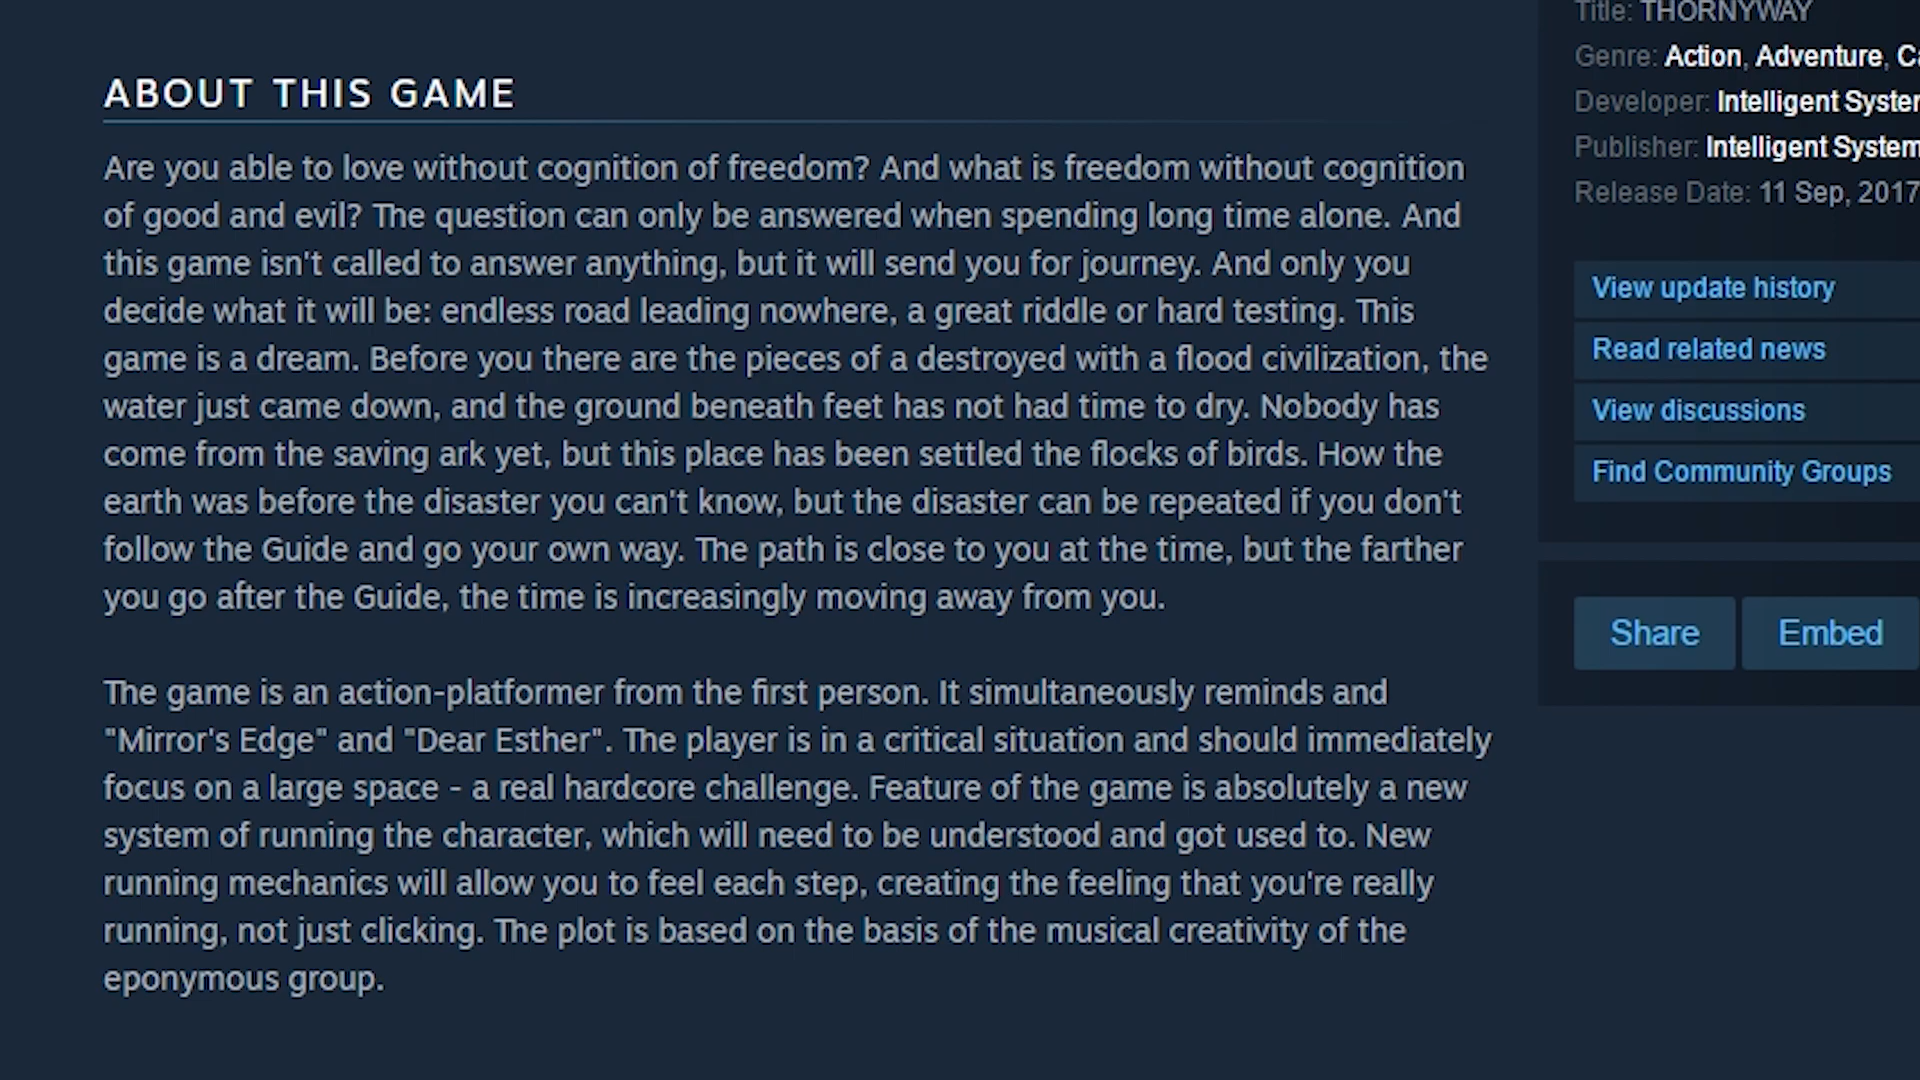 Title: THORNYWAY
Genre: Action, Adventure,
Developer: Intelligent
Publisher: Intelligent
Release Date: 11 Sep, 2017
ABOUT THIS GAME
Are you able to love without cognition of freedom? And what is freedom without cognition
of good and evil? The question can only be answered when spending long time alone. And
this game isn't called to answer anything, but it will send you for journey. And only you
decide what it will be: endless road leading nowhere, a great riddle or hard testing. This
game is a dream. Before you there are the pieces of a destroyed with a flood civilization, the
water just came down, and the ground beneath feet has not had time to dry. Nobody has
come from the saving ark yet, but this place has been settled the flocks of birds. How the
earth was before the disaster you can't know, but the disaster can be repeated if you don't
follow the Guide and go your own way. The path is close to you at the time, but the farther
you go after the Guide, the time is increasingly moving away from you.
The game is an action-platformer from the first person. It simultaneously reminds and
"Mirror's Edge" and "Dear Esther". The player is in a critical situation and should immediately
focus on a large space - a real hardcore challenge. Feature of the game is absolutely a new
system of running the character, which will need to be understood and got used to. New
running mechanics will allow you to feel each step, creating the feeling that you're really
running, not just clicking. The plot is based on the basis of the musical creativity of the
eponymous group.
View update history
Read related news
View discussions
Find Community Groups
Share
Embed